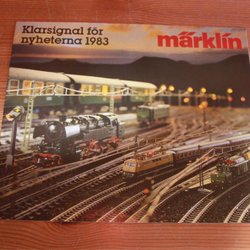 Klarsignal för
nyheterna 1983
märklin